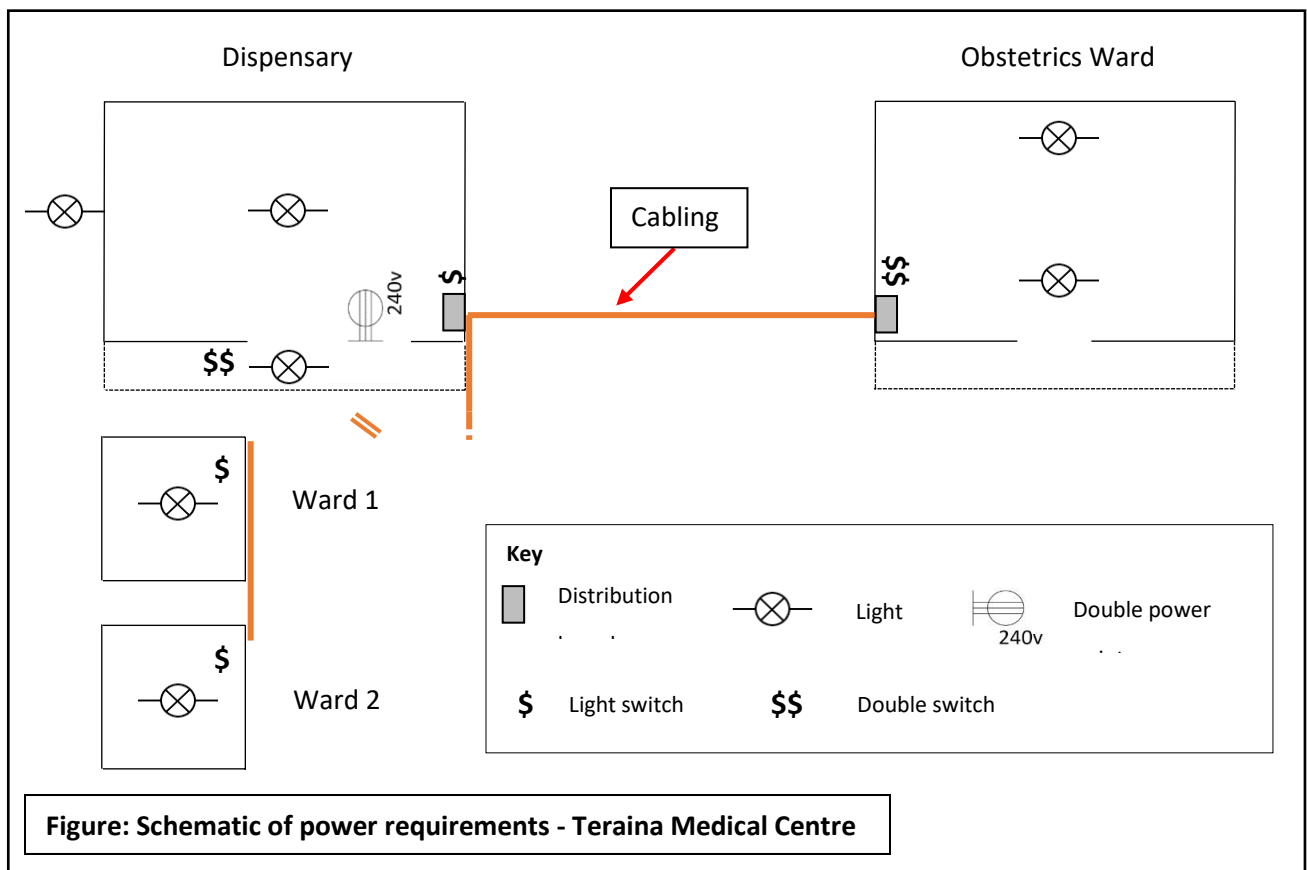 Dispensary
Obstetrics Ward
Cabling
$
240v
$$
$$
$
Ward 1
Key
Distribution
Light
Double power
240v
$
Ward 2
$ Light switch
$$ Double switch
Figure: Schematic of power requirements - Teraina Medical Centre